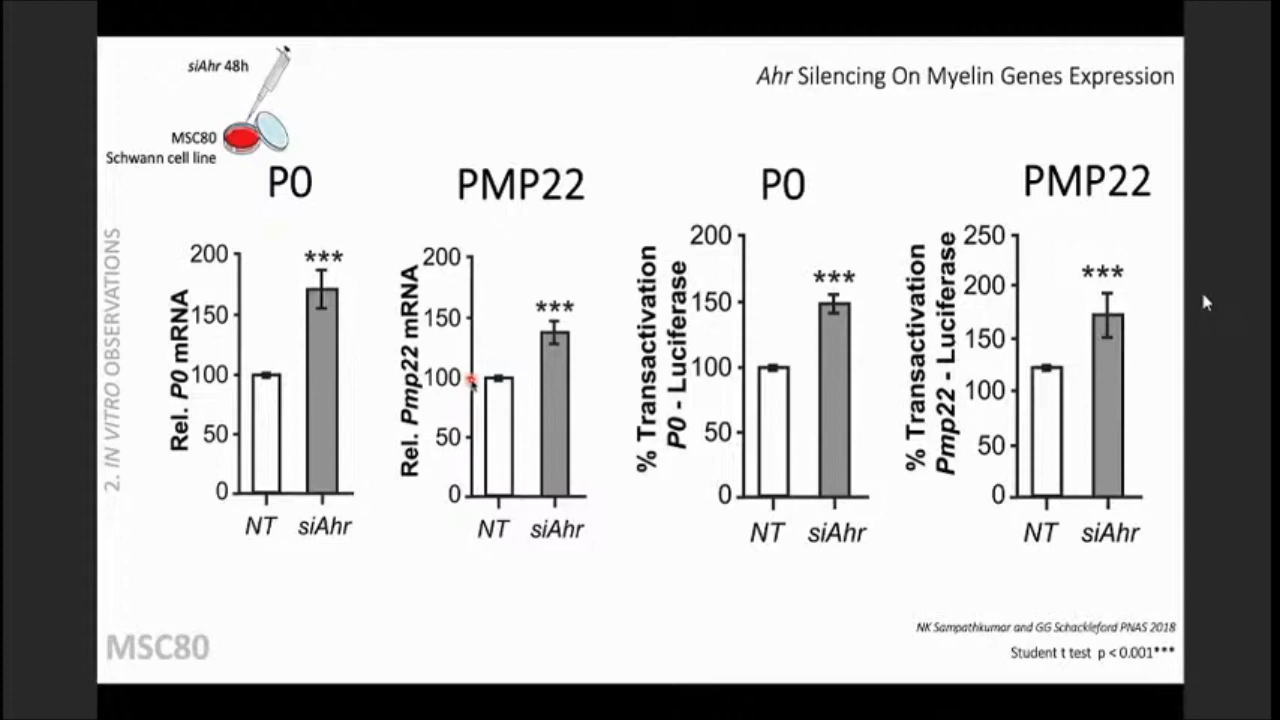 siAhr 48h
MSC80
Schwann cell line
Ahr Silencing On Myelin Genes Expression
2. IN VITRO OBSERVATIONS
P0
Rel. P0 mRNA
200
150
100
50
0
***
NT siAhr
PMP22
Rel. Pmp22 mRNA
200
150
100
50
0
***
NT siAhr
P0
% Transactivation
P0 - Luciferase
200
150
100
50
0
***
NT siAhr
PMP22
% Transactivation
Pmp22 - Luciferase
250
200
150
100
50
0
***
NT siAhr
MSC80
NK Sampathkumar and GG Schackleford PNAS 2018
Student t test p < 0.001***